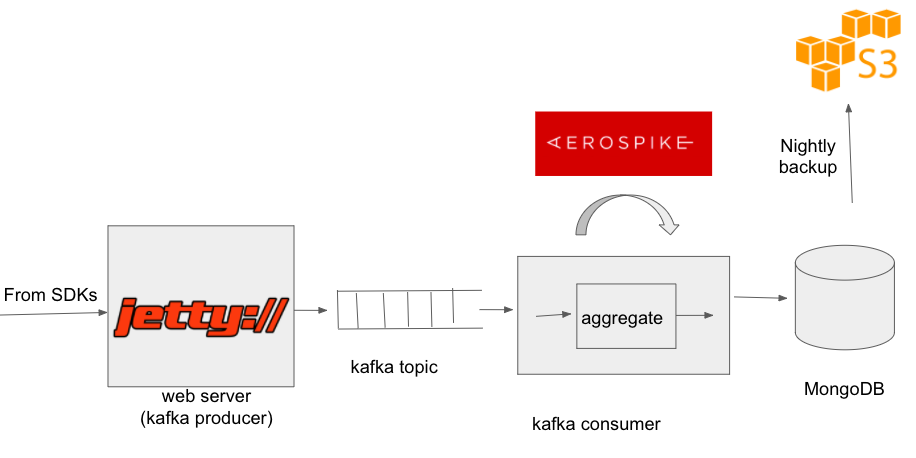 S3
AEROSPIKE
Nightly
backup
From SDKs
jetty://
aggregate
kafka topic
web server
(kafka producer)
MongoDB
kafka consumer